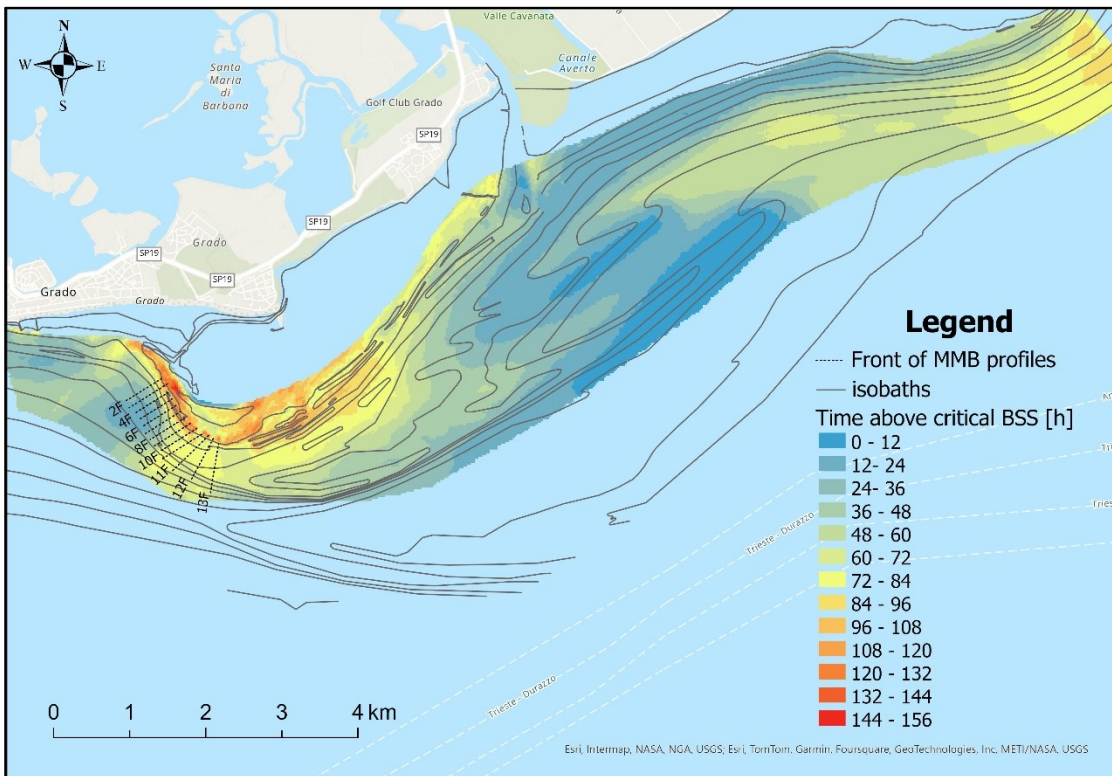 N
W
E
S
Santa
Maria
di
Barbana
Valle Cavanata
Canale
Averto
Golf Club Grado
SP19
SP19
Grado
SP19
Grado
Grado
2F
4F
6F
8F
10F
11F
12F
13F
Legend
Front of MMB profiles
isobaths
Time above critical BSS [h]
0 - 12
12- 24
24- 36
36 - 48
48 - 60
60 - 72
72 - 84
84 - 96
96 - 108
108 - 120
120 - 132
132 - 144
144 - 156
Trieste - Durazzo
Trieste - Durazzo
0 1 2 3 4 km
Esri, Intermap, NASA, NGA, USGS; Esri, TomTom, Garmin, Foursquare, GeoTechnologies, Inc, METI/NASA, USGS